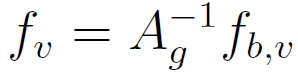 $f_v = A_g^{-1} f_{b,v}$